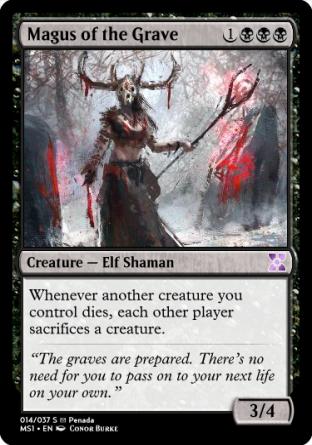 Magus of the Grave 1
Creature — Elf Shaman
Whenever another creature you
control dies, each other player
sacrifices a creature.
"The graves are prepared. There's no
need for you to pass on to your next life
on your own."
3/4
014/037 S Penada
MS1 • EN Conor Burke